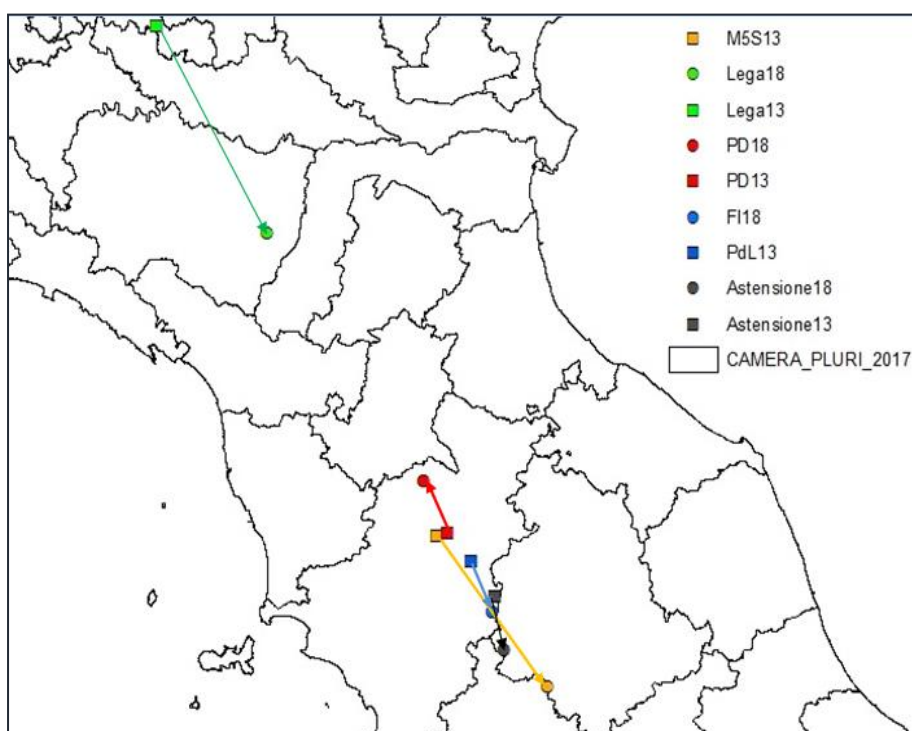 M5S13
Lega18
Lega13
PD18
PD13
FI18
PdL13
Astensione18
Astensione13
CAMERA_PLURI_2017